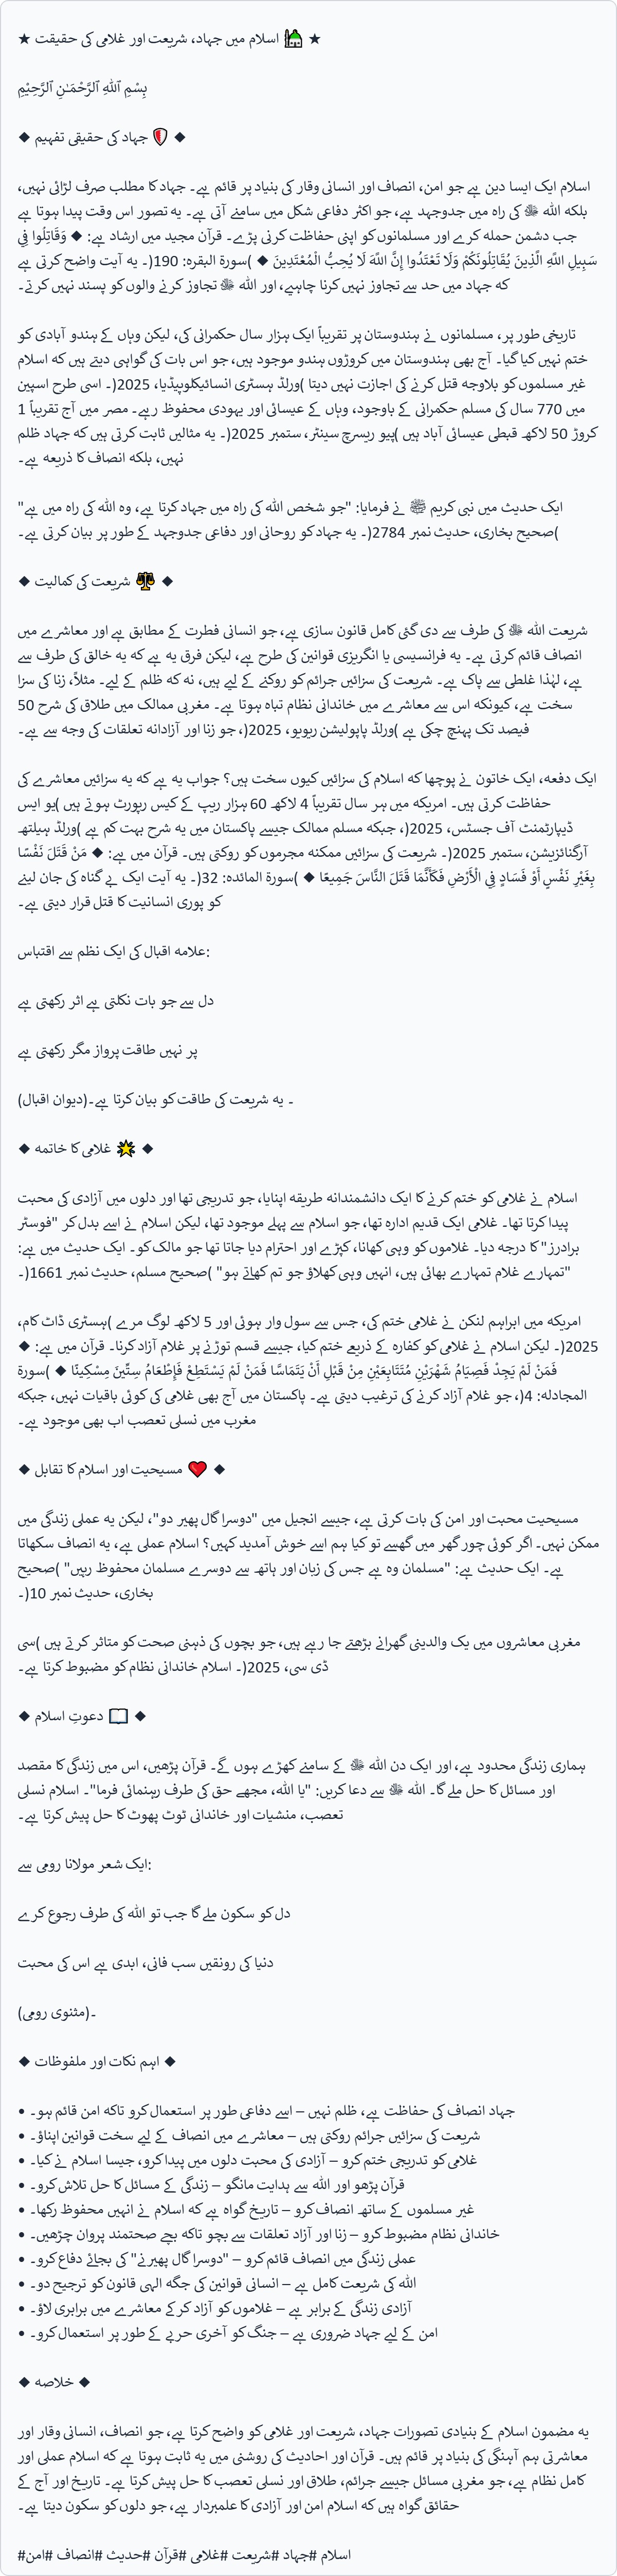 ★ اسلام میں جہاد، شریعت اور غلامی کی حقیقت 🕌 ★
بِسْمِ ٱللَّٰهِ ٱلرَّحْمَـٰنِ ٱلرَّحِيْمِ
◆ جہاد کی حقیقی تفہیم 🛡️ ◆
اسلام ایک ایسا دین ہے جو امن، انصاف اور انسانی وقار کی بنیاد پر قائم ہے۔ جہاد کا مطلب صرف لڑائی نہیں،
بلکہ اللہ ﷻ کی راہ میں جدوجہد ہے، جو اکثر دفاعی شکل میں سامنے آتی ہے۔ یہ تصور اس وقت پیدا ہوتا ہے
جب دشمن حملہ کرے اور مسلمانوں کو اپنی حفاظت کرنی پڑے۔ قرآن مجید میں ارشاد ہے: ◆ وَقَاتِلُوا فِي
سَبِيلِ اللَّهِ الَّذِينَ يُقَاتِلُونَكُمْ وَلَا تَعْتَدُوا إِنَّ اللَّهَ لَا يُحِبُّ الْمُعْتَدِينَ ◆ )سورۃ البقرہ: 190(۔ یہ آیت واضح کرتی ہے
کہ جہاد میں حد سے تجاوز نہیں کرنا چاہیے، اور اللہ ﷻ تجاوز کرنے والوں کو پسند نہیں کرتے۔
تاریخی طور پر، مسلمانوں نے ہندوستان پر تقریباً ایک ہزار سال حکمرانی کی، لیکن وہاں کے ہندو آبادی کو
ختم نہیں کیا گیا۔ آج بھی ہندوستان میں کروڑوں ہندو موجود ہیں، جو اس بات کی گواہی دیتے ہیں کہ اسلام
غیر مسلموں کو بلاوجہ قتل کرنے کی اجازت نہیں دیتا )ورلڈ ہسٹری انسائیکلوپیڈیا، 2025(۔ اسی طرح اسپین
میں 770 سال کی مسلم حکمرانی کے باوجود، وہاں کے عیسائی اور یہودی محفوظ رہے۔ مصر میں آج تقریباً 1
کروڑ 50 لاکھ قبطی عیسائی آباد ہیں )پیو ریسرچ سینٹر، ستمبر 2025(۔ یہ مثالیں ثابت کرتی ہیں کہ جہاد ظلم
نہیں، بلکہ انصاف کا ذریعہ ہے۔
ایک حدیث میں نبی کریم ﷺ نے فرمایا: "جو شخص اللہ کی راہ میں جہاد کرتا ہے، وہ اللہ کی راہ میں ہے"
)صحیح بخاری، حدیث نمبر 2784(۔ یہ جہاد کو روحانی اور دفاعی جدوجہد کے طور پر بیان کرتی ہے۔
◆ شریعت کی کمالیت ⚖️ ◆
شریعت اللہ ﷻ کی طرف سے دی گئی کامل قانون سازی ہے، جو انسانی فطرت کے مطابق ہے اور معاشرے میں
انصاف قائم کرتی ہے۔ یہ فرانسیسی یا انگریزی قوانین کی طرح ہے، لیکن فرق یہ ہے کہ یہ خالق کی طرف سے
ہے، لہٰذا غلطی سے پاک ہے۔ شریعت کی سزائیں جرائم کو روکنے کے لیے ہیں، نہ کہ ظلم کے لیے۔ مثلاً، زنا کی سزا
سخت ہے، کیونکہ اس سے معاشرے میں خاندانی نظام تباہ ہوتا ہے۔ مغربی ممالک میں طلاق کی شرح 50
فیصد تک پہنچ چکی ہے )ورلڈ پاپولیشن ریویو، 2025(، جو زنا اور آزادانہ تعلقات کی وجہ سے ہے۔
ایک دفعہ، ایک خاتون نے پوچھا کہ اسلام کی سزائیں کیوں سخت ہیں؟ جواب یہ ہے کہ یہ سزائیں معاشرے کی
حفاظت کرتی ہیں۔ امریکہ میں ہر سال تقریباً 4 لاکھ 60 ہزار ریپ کے کیس رپورٹ ہوتے ہیں )یو ایس
ڈیپارٹمنٹ آف جسٹس، 2025(، جبکہ مسلم ممالک جیسے پاکستان میں یہ شرح بہت کم ہے )ورلڈ ہیلتھ
آرگنائزیشن، ستمبر 2025(۔ شریعت کی سزائیں ممکنہ مجرموں کو روکتی ہیں۔ قرآن میں ہے: ◆ مَنْ قَتَلَ نَفْسًا
بِغَيْرِ نَفْسٍ أَوْ فَسَادٍ فِي الْأَرْضِ فَكَأَنَّمَا قَتَلَ النَّاسَ جَمِيعًا ◆ )سورۃ المائدہ: 32(۔ یہ آیت ایک بے گناہ کی جان لینے
کو پوری انسانیت کا قتل قرار دیتی ہے۔
علامہ اقبال کی ایک نظم سے اقتباس:
دل سے جو بات نکلتی ہے اثر رکھتی ہے
پر نہیں طاقت پرواز مگر رکھتی ہے
(دیوان اقبال)۔ یہ شریعت کی طاقت کو بیان کرتا ہے۔
◆ غلامی کا خاتمہ 🌟 ◆
اسلام نے غلامی کو ختم کرنے کا ایک دانشمندانہ طریقہ اپنایا، جو تدریجی تھا اور دلوں میں آزادی کی محبت
پیدا کرتا تھا۔ غلامی ایک قدیم ادارہ تھا، جو اسلام سے پہلے موجود تھا، لیکن اسلام نے اسے بدل کر "فوسٹر
برادرز" کا درجہ دیا۔ غلاموں کو وہی کھانا، کپڑے اور احترام دیا جاتا تھا جو مالک کو۔ ایک حدیث میں ہے:
"تمہارے غلام تمہارے بھائی ہیں، انہیں وہی کھلاؤ جو تم کھاتے ہو" )صحیح مسلم، حدیث نمبر 1661(۔
امریکہ میں ابراہم لنکن نے غلامی ختم کی، جس سے سول وار ہوئی اور 5 لاکھ لوگ مرے )ہسٹری ڈاٹ کام،
2025(۔ لیکن اسلام نے غلامی کو کفارہ کے ذریعے ختم کیا، جیسے قسم توڑنے پر غلام آزاد کرنا۔ قرآن میں ہے: ◆
فَمَنْ لَمْ يَجِدْ فَصِيَامُ شَهْرَيْنِ مُتَتَابِعَيْنِ مِنْ قَبْلِ أَنْ يَتَمَاسَّا فَمَنْ لَمْ يَسْتَطِعْ فَإِطْعَامُ سِتِّينَ مِسْكِينًا ◆ )سورۃ
المجادلہ: 4(، جو غلام آزاد کرنے کی ترغیب دیتی ہے۔ پاکستان میں آج بھی غلامی کی کوئی باقیات نہیں، جبکہ
مغرب میں نسلی تعصب اب بھی موجود ہے۔
◆ مسیحیت اور اسلام کا تقابل ❤️ ◆
مسیحیت محبت اور امن کی بات کرتی ہے، جیسے انجیل میں "دوسرا گال پھیر دو"، لیکن یہ عملی زندگی میں
ممکن نہیں۔ اگر کوئی چور گھر میں گھسے تو کیا ہم اسے خوش آمدید کہیں؟ اسلام عملی ہے، یہ انصاف سکھاتا
ہے۔ ایک حدیث ہے: "مسلمان وہ ہے جس کی زبان اور ہاتھ سے دوسرے مسلمان محفوظ رہیں" )صحیح
بخاری، حدیث نمبر 10(۔
مغربی معاشروں میں یک والدینی گھرانے بڑھتے جا رہے ہیں، جو بچوں کی ذہنی صحت کو متاثر کرتے ہیں )سی
ڈی سی، 2025(۔ اسلام خاندانی نظام کو مضبوط کرتا ہے۔
◆ دعوتِ اسلام 📖 ◆
ہماری زندگی محدود ہے، اور ایک دن اللہ ﷻ کے سامنے کھڑے ہوں گے۔ قرآن پڑھیں، اس میں زندگی کا مقصد
اور مسائل کا حل ملے گا۔ اللہ ﷻ سے دعا کریں: "یا اللہ، مجھے حق کی طرف رہنمائی فرما"۔ اسلام نسلی
تعصب، منشیات اور خاندانی ٹوٹ پھوٹ کا حل پیش کرتا ہے۔
ایک شعر مولانا رومی سے:
دل کو سکون ملے گا جب تو اللہ کی طرف رجوع کرے
دنیا کی رونقیں سب فانی، ابدی ہے اس کی محبت
(مثنوی رومی)۔
◆ اہم نکات اور ملفوظات ◆
• جہاد انصاف کی حفاظت ہے، ظلم نہیں – اسے دفاعی طور پر استعمال کرو تاکہ امن قائم ہو۔
• شریعت کی سزائیں جرائم روکتی ہیں – معاشرے میں انصاف کے لیے سخت قوانین اپناؤ۔
• غلامی کو تدریجی ختم کرو – آزادی کی محبت دلوں میں پیدا کرو، جیسا اسلام نے کیا۔
• قرآن پڑھو اور اللہ سے ہدایت مانگو – زندگی کے مسائل کا حل تلاش کرو۔
• غیر مسلموں کے ساتھ انصاف کرو – تاریخ گواہ ہے کہ اسلام نے انہیں محفوظ رکھا۔
• خاندانی نظام مضبوط کرو – زنا اور آزاد تعلقات سے بچو تاکہ بچے صحتمند پروان چڑھیں۔
• عملی زندگی میں انصاف قائم کرو – "دوسرا گال پھیرنے" کی بجائے دفاع کرو۔
• اللہ کی شریعت کامل ہے – انسانی قوانین کی جگہ الہی قانون کو ترجیح دو۔
• آزادی زندگی کے برابر ہے – غلاموں کو آزاد کر کے معاشرے میں برابری لاؤ۔
• امن کے لیے جہاد ضروری ہے – جنگ کو آخری حربے کے طور پر استعمال کرو۔
◆ خلاصہ ◆
یہ مضمون اسلام کے بنیادی تصورات جہاد، شریعت اور غلامی کو واضح کرتا ہے، جو انصاف، انسانی وقار اور
معاشرتی ہم آہنگی کی بنیاد پر قائم ہیں۔ قرآن اور احادیث کی روشنی میں یہ ثابت ہوتا ہے کہ اسلام عملی اور
کامل نظام ہے، جو مغربی مسائل جیسے جرائم، طلاق اور نسلی تعصب کا حل پیش کرتا ہے۔ تاریخ اور آج کے
حقائق گواہ ہیں کہ اسلام امن اور آزادی کا علمبردار ہے، جو دلوں کو سکون دیتا ہے۔
#اسلام #جہاد #شریعت #غلامی #قرآن #حدیث #انصاف #امن